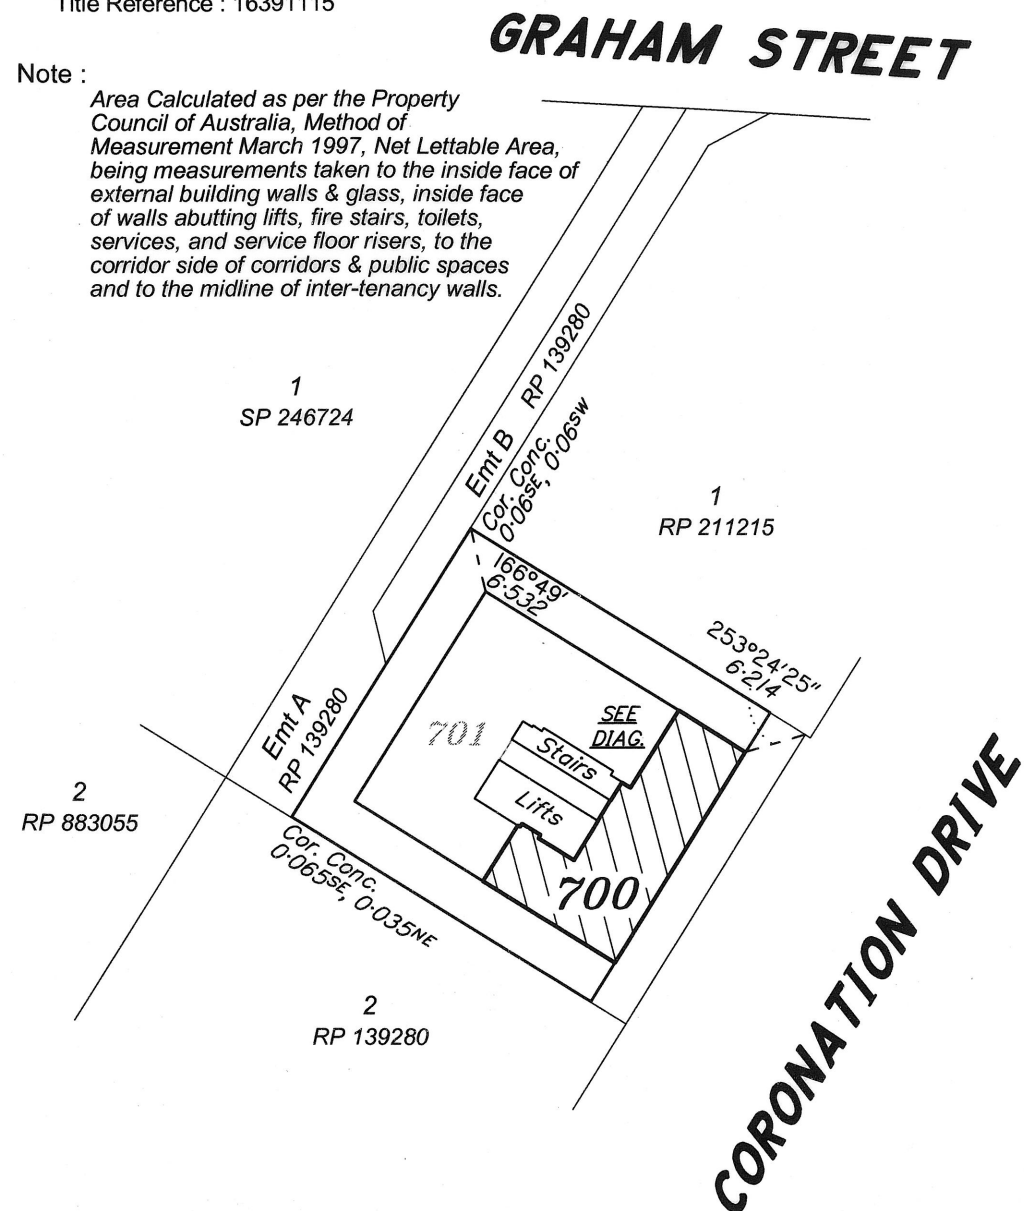 Title Reference : 16391115
GRAHAM STREET
Note :
Area Calculated as per the Property
Council of Australia, Method of
Measurement March 1997, Net Lettable Area,
being measurements taken to the inside face of
external building walls & glass, inside face
of walls abutting lifts, fire stairs, toilets,
services, and service floor risers, to the
corridor side of corridors & public spaces
and to the midline of inter-tenancy walls.
1
SP 246724
Emt B RP 139280
Cor. Conc.
0·06SE, 0·06SW
1
RP 211215
166°49'
6·532
253°24'25"
6·214
SEE
DIAG.
701
Stairs
Lifts
700
Emt A
RP 139280
2
RP 883055
Cor. Conc.
0·065SE, 0·035NE
2
RP 139280
CORONATION DRIVE